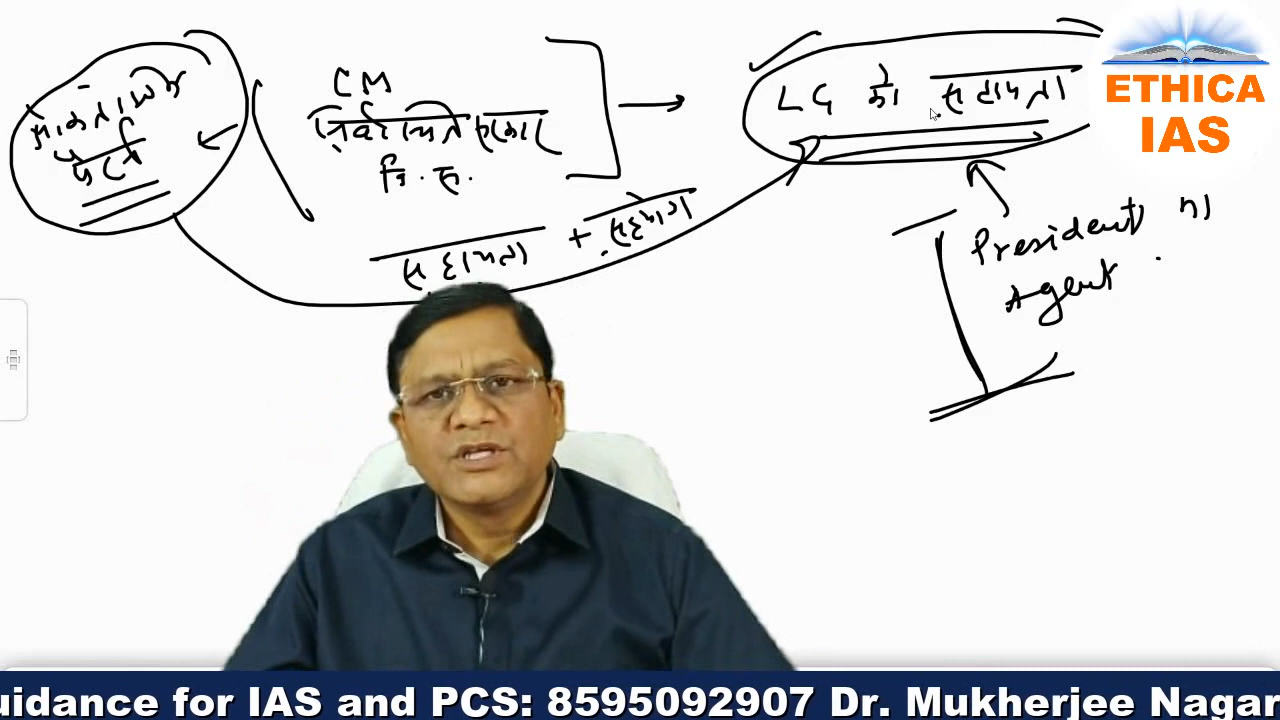 CM
निर्वाचित सरकार
वि. स.
LG को सहायता
सहायता + सहयोग
President का
Agent
ETHICA
IAS
uidance for IAS and PCS: 8595092907 Dr. Mukherjee Nagar